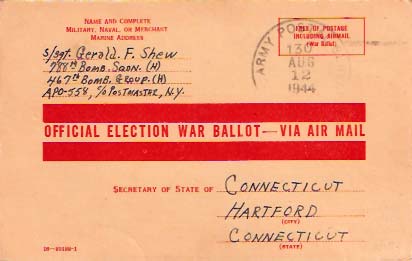 NAME AND COMPLETE
MILITARY, NAVAL, OR MERCHANT
MARINE ADDRESS
S/Sgt. Gerald. F. Shew
788th Bomb. Sqdn. (H)
467th Bomb. Group. (H)
APO-558, c/o Postmaster, N.Y.
FREE OF POSTAGE
INCLUDING AIRMAIL
(War Ballot)
ARMY POST
130
AUG
12
1944
OFFICIAL ELECTION WAR BALLOT—VIA AIR MAIL
SECRETARY OF STATE OF CONNECTICUT
HARTFORD
(CITY)
CONNECTICUT
(STATE)